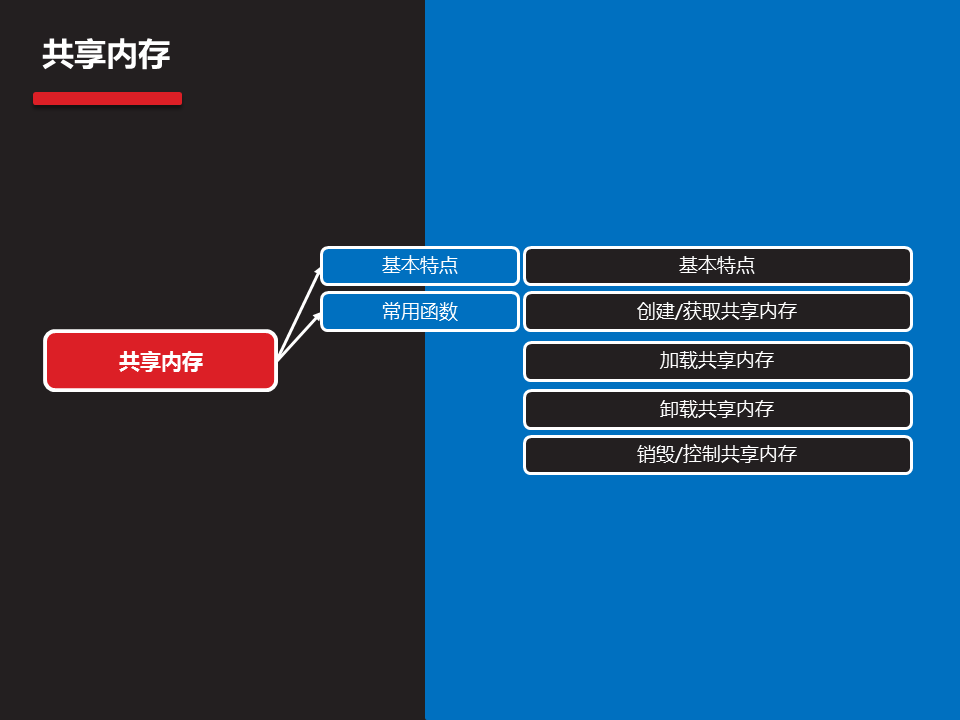 共享内存
共享内存
基本特点
基本特点
常用函数
创建/获取共享内存
加载共享内存
卸载共享内存
销毁/控制共享内存